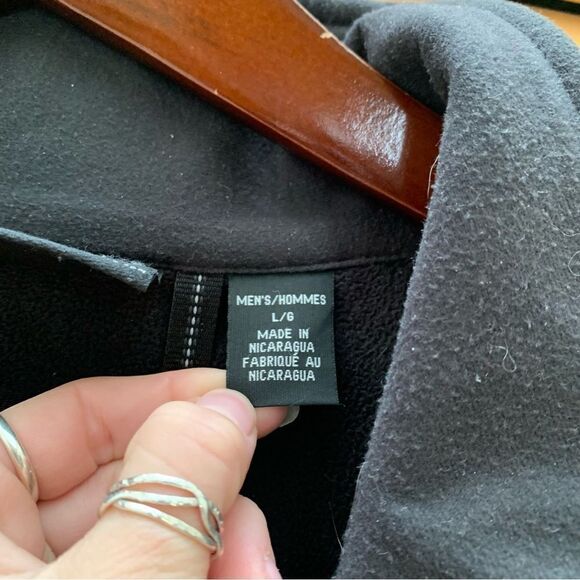 MEN'S/HOMMES
L/G
MADE IN
NICARAGUA
FABRIQUÉ AU
NICARAGUA